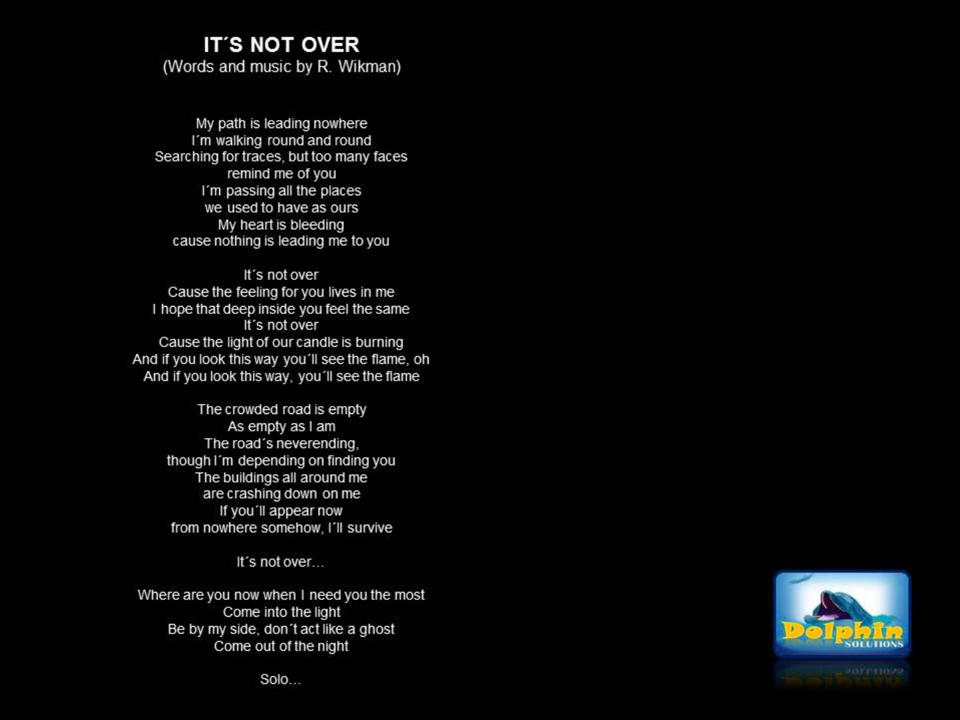 IT´S NOT OVER
(Words and music by R. Wikman)
My path is leading nowhere
I´m walking round and round
Searching for traces, but too many faces
remind me of you
I´m passing all the places
we used to have as ours
My heart is bleeding
cause nothing is leading me to you
It´s not over
Cause the feeling for you lives in me
I hope that deep inside you feel the same
It´s not over
Cause the light of our candle is burning
And if you look this way you´ll see the flame, oh
And if you look this way, you´ll see the flame
The crowded road is empty
As empty as I am
The road´s neverending,
though I´m depending on finding you
The buildings all around me
are crashing down on me
If you´ll appear now
from nowhere somehow, I´ll survive
It´s not over…
Where are you now when I need you the most
Come into the light
Be by my side, don´t act like a ghost
Come out of the night
Solo…
Dolphin
SOLUTIONS